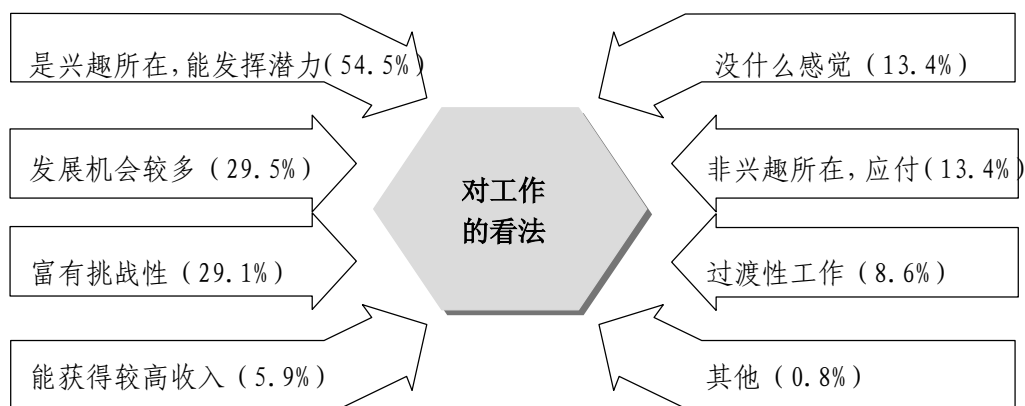 是兴趣所在,能发挥潜力(54.5%)
没什么感觉（13.4%）
发展机会较多（29.5%）
非兴趣所在,应付(13.4%)
对工作
的看法
富有挑战性（29.1%）
过渡性工作（8.6%）
能获得较高收入（5.9%）
其他（0.8%）